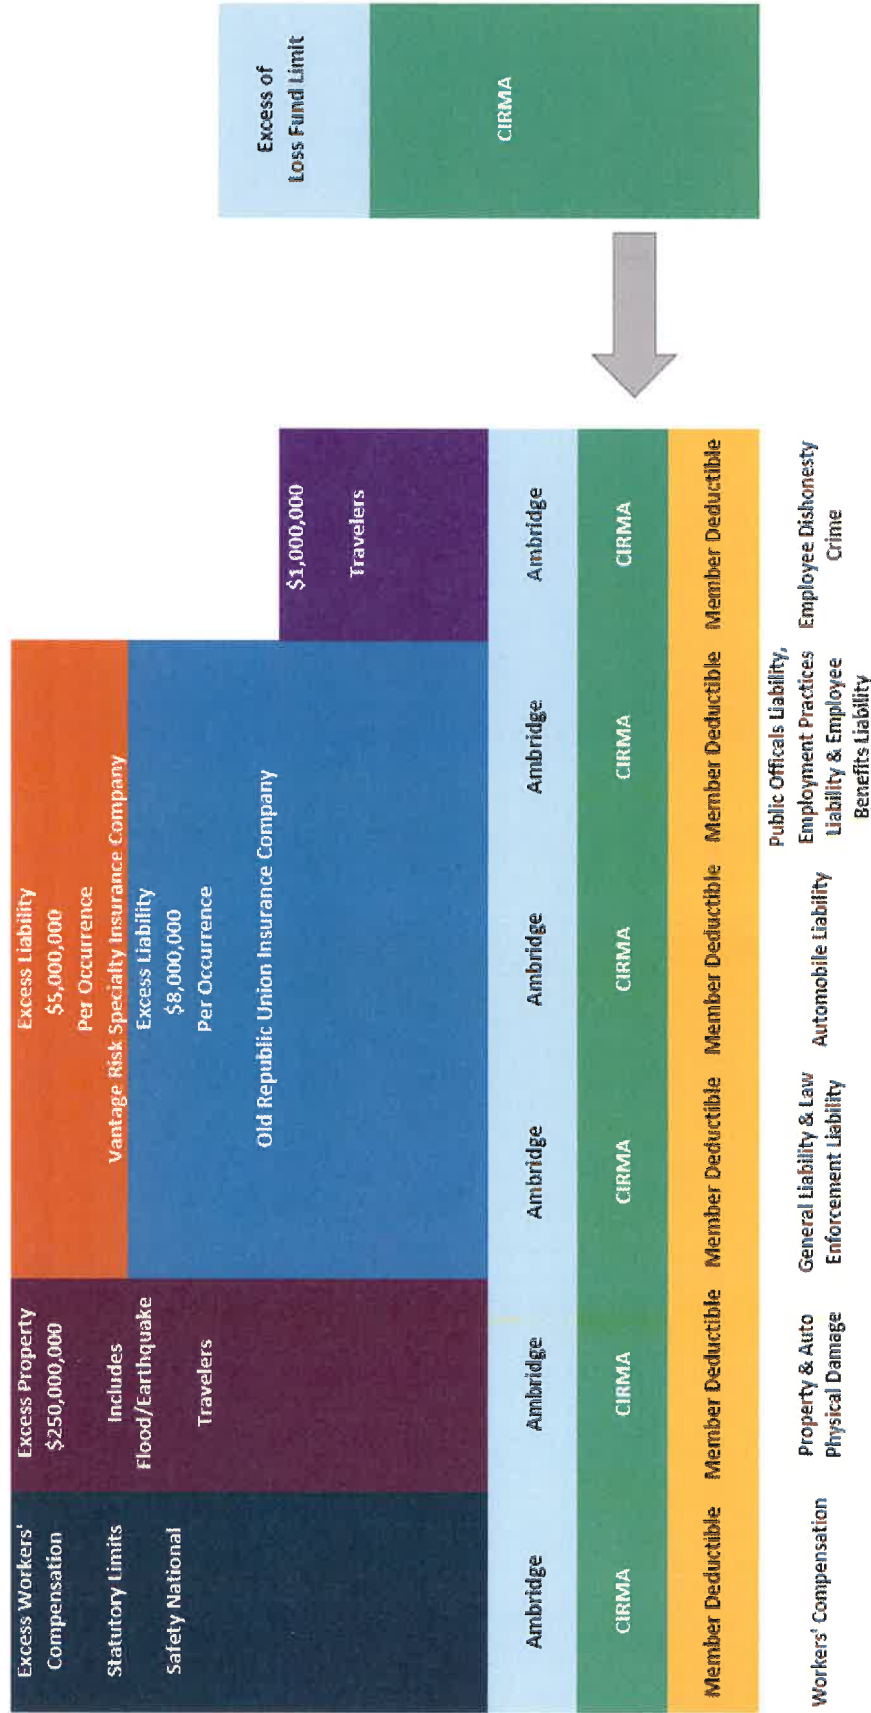 Excess Workers'
Compensation
Statutory Limits
Safety National
Excess Property
$250,000,000
Includes
Flood/Earthquake
Travelers
Excess Liability
$5,000,000
Per Occurrence
Vantage Risk Specialty Insurance Company
Excess Liability
$8,000,000
Per Occurrence
Old Republic Union Insurance Company
$1,000,000
Travelers
Ambridge
Ambridge
Ambridge
Ambridge
Ambridge
Ambridge
CIRMA
CIRMA
CIRMA
CIRMA
CIRMA
CIRMA
Member Deductible
Member Deductible
Member Deductible
Member Deductible
Member Deductible
Member Deductible
Workers' Compensation
Property & Auto
Physical Damage
General Liability & Law
Enforcement Liability
Automobile Liability
Public Officals Liability,
Employment Practices
Liability & Employee
Benefits Liability
Employee Dishonesty
Crime
Excess of
Loss Fund Limit
CIRMA